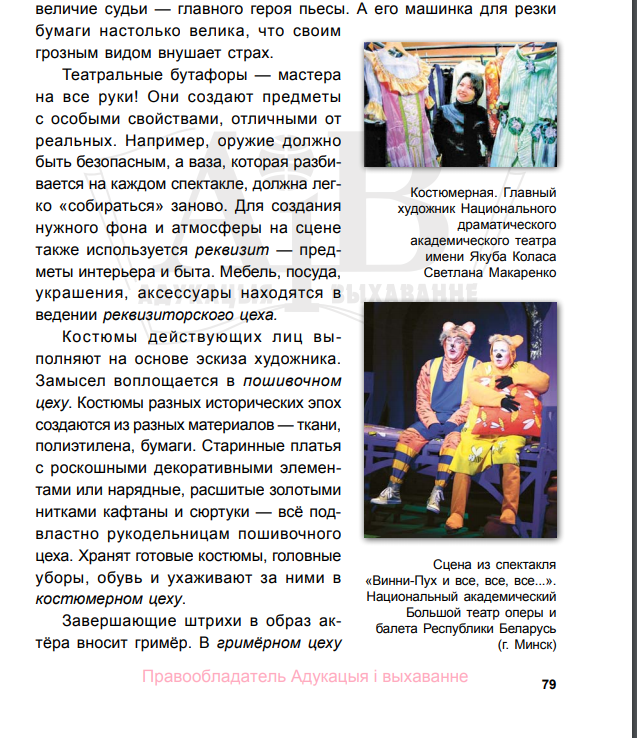 величие судьи — главного героя пьесы. А его машинка для резки
бумаги настолько велика, что своим
грозным видом внушает страх.
Театральные бутафоры — мастера
на все руки! Они создают предметы
с особыми свойствами, отличными от
реальных. Например, оружие должно
быть безопасным, а ваза, которая разби-
вается на каждом спектакле, должна лег-
ко «собираться» заново. Для создания
нужного фона и атмосферы на сцене
также используется реквизит — пред-
меты интерьера и быта. Мебель, посуда,
украшения, аксессуары находятся в
ведении реквизиторского цеха.
Костюмы действующих лиц вы-
полняют на основе эскиза художника.
Замысел воплощается в пошивочном
цеху. Костюмы разных исторических эпох
создаются из разных материалов — ткани,
полиэтилена, бумаги. Старинные платья
с роскошными декоративными элемен-
тами или нарядные, расшитые золотыми
нитками кафтаны и сюртуки — всё под-
властно рукодельницам пошивочного
цеха. Хранят готовые костюмы, головные
уборы, обувь и ухаживают за ними в
костюмерном цеху.
Завершающие штрихи в образ ак-
тёра вносит гримёр. В гримёрном цеху
Костюмерная. Главный
художник Национального
драматического
академического театра
имени Якуба Коласа
Светлана Макаренко
Сцена из спектакля
«Винни-Пух и все, все, все...».
Национальный академический
Большой театр оперы и
балета Республики Беларусь
(г. Минск)
АіВ
АДУКАЦЫЯ І ВЫХАВАННЕ
Правообладатель Адукацыя і выхаванне
79